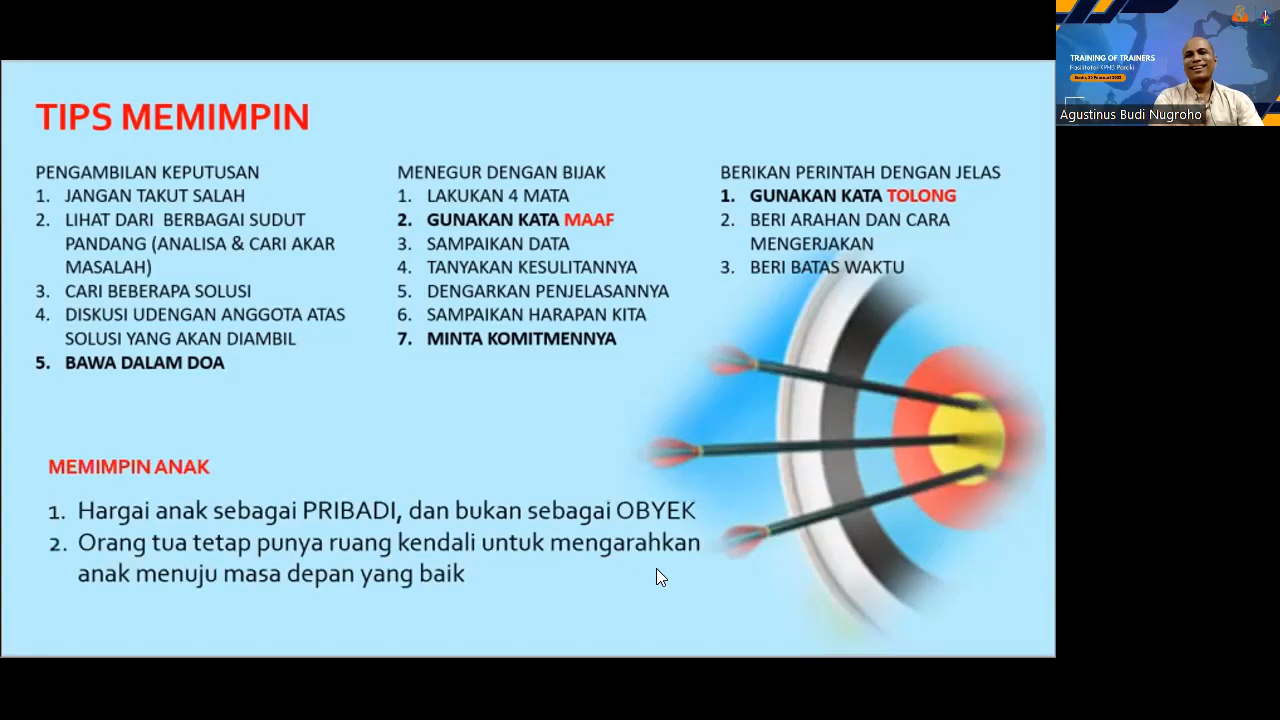 TIPS MEMIMPIN
PENGAMBILAN KEPUTUSAN
1. JANGAN TAKUT SALAH
2. LIHAT DARI BERBAGAI SUDUT
PANDANG (ANALISA & CARI AKAR
MASALAH)
3. CARI BEBERAPA SOLUSI
4. DISKUSI UDENGAN ANGGOTA ATAS
SOLUSI YANG AKAN DIAMBIL
5. BAWA DALAM DOA
MENEGUR DENGAN BIJAK
1. LAKUKAN 4 MATA
2. GUNAKAN KATA MAAF
3. SAMPAIKAN DATA
4. TANYAKAN KESULITANNYA
5. DENGARKAN PENJELASANNYA
6. SAMPAIKAN HARAPAN KITA
7. MINTA KOMITMENNYA
BERIKAN PERINTAH DENGAN JELAS
1. GUNAKAN KATA TOLONG
2. BERI ARAHAN DAN CARA
MENGERJAKAN
3. BERI BATAS WAKTU
MEMIMPIN ANAK
1. Hargai anak sebagai PRIBADI, dan bukan sebagai OBYEK
2. Orang tua tetap punya ruang kendali untuk mengarahkan
anak menuju masa depan yang baik
TRAINING OF TRAINERS
Fasilitator
Agustinus Budi Nugroho